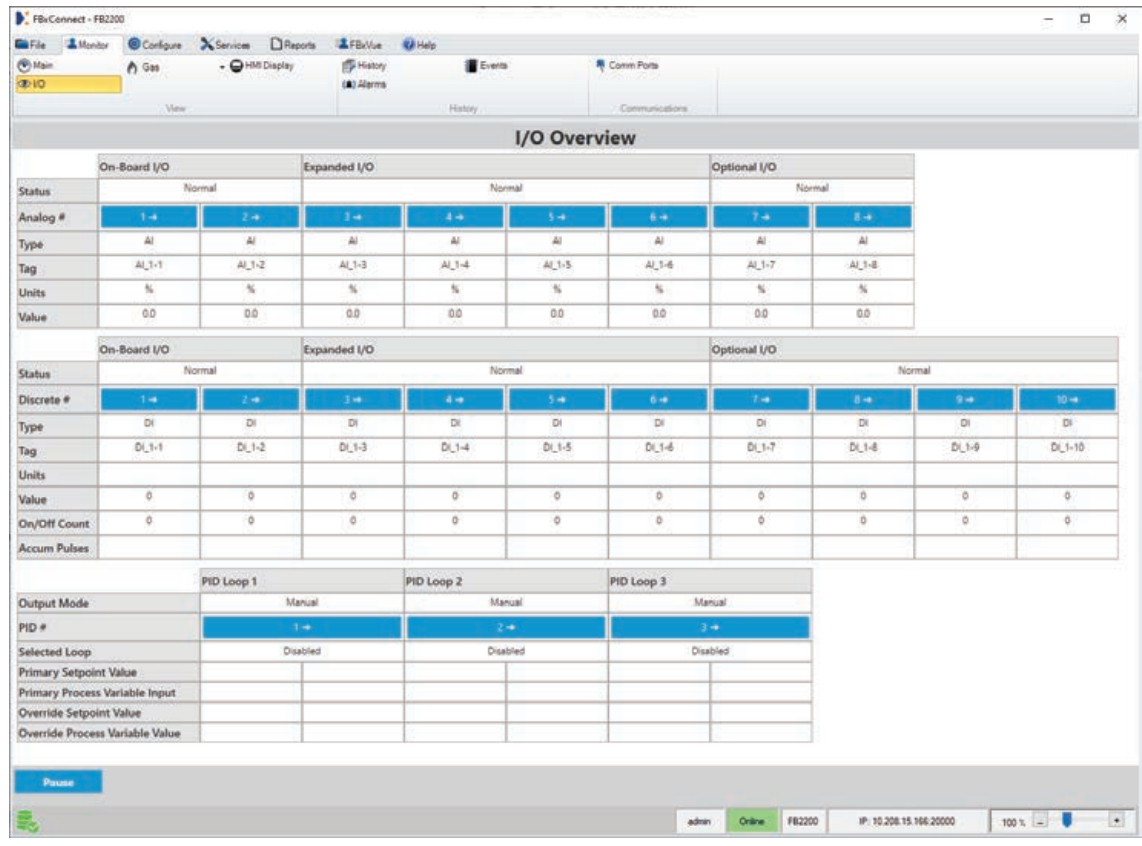 FBxConnect - FB2200
File Monitor Configure Services Reports FBxVue Help
Main Gas HMI Display History Events Comm Ports
I/O Alarms
View History Communications
I/O Overview
On-Board I/O Expanded I/O Optional I/O
Status Normal Normal Normal
Analog # 1 → 2 → 3 → 4 → 5 → 6 → 7 → 8 →
Type AI AI AI AI AI AI AI AI
Tag AI_1-1 AI_1-2 AI_1-3 AI_1-4 AI_1-5 AI_1-6 AI_1-7 AI_1-8
Units % % % % % % % %
Value 0.0 0.0 0.0 0.0 0.0 0.0 0.0 0.0
On-Board I/O Expanded I/O Optional I/O
Status Normal Normal Normal
Discrete # 1 → 2 → 3 → 4 → 5 → 6 → 7 → 8 → 9 → 10 →
Type DI DI DI DI DI DI DI DI DI DI
Tag DI_1-1 DI_1-2 DI_1-3 DI_1-4 DI_1-5 DI_1-6 DI_1-7 DI_1-8 DI_1-9 DI_1-10
Units
Value 0 0 0 0 0 0 0 0 0 0
On/Off Count 0 0 0 0 0 0 0 0 0 0
Accum Pulses
PID Loop 1 PID Loop 2 PID Loop 3
Output Mode Manual Manual Manual
PID # 1 → 2 → 3 →
Selected Loop Disabled Disabled Disabled
Primary Setpoint Value
Primary Process Variable Input
Override Setpoint Value
Override Process Variable Value
Pause
admin Online FB2200 IP: 10.208.15.166:20000 100 %